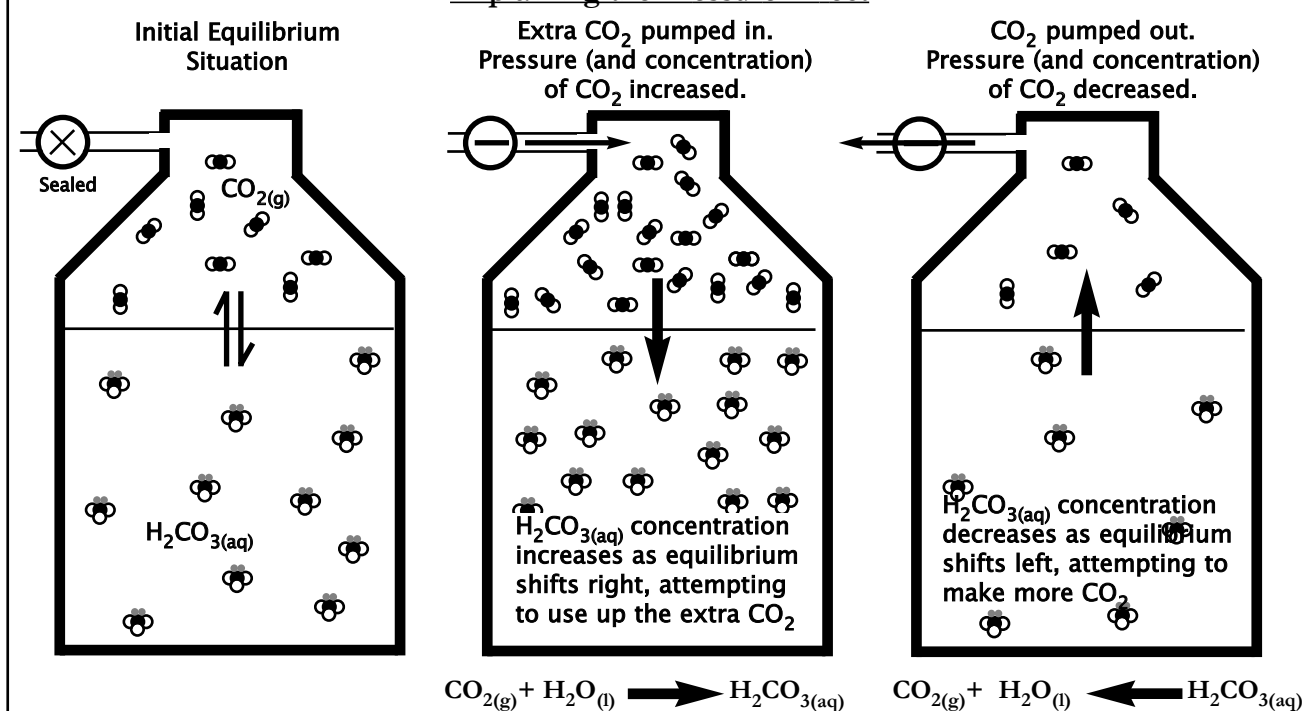 Initial Equilibrium
Situation
Sealed
CO₂(g)
H₂CO₃(aq)
Extra CO₂ pumped in.
Pressure (and concentration)
of CO₂ increased.
H₂CO₃(aq) concentration
increases as equilibrium
shifts right, attempting
to use up the extra CO₂
CO₂(g)+ H₂O(l) → H₂CO₃(aq)
CO₂ pumped out.
Pressure (and concentration)
of CO₂ decreased.
H₂CO₃(aq) concentration
decreases as equilibrium
shifts left, attempting to
make more CO₂
CO₂(g)+ H₂O(l) ← H₂CO₃(aq)